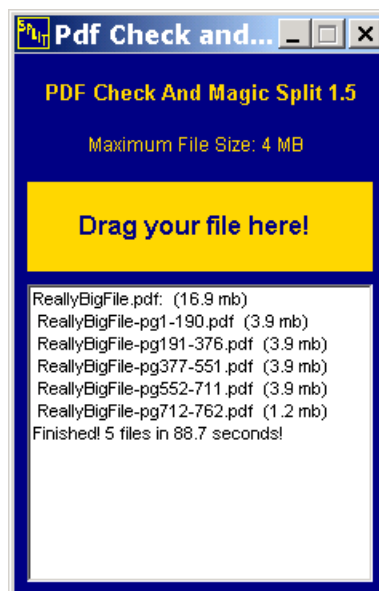 SPLIT Pdf Check and...
PDF Check And Magic Split 1.5
Maximum File Size: 4 MB
Drag your file here!
ReallyBigFile.pdf: (16.9 mb)
ReallyBigFile-pg1-190.pdf (3.9 mb)
ReallyBigFile-pg191-376.pdf (3.9 mb)
ReallyBigFile-pg377-551.pdf (3.9 mb)
ReallyBigFile-pg552-711.pdf (3.9 mb)
ReallyBigFile-pg712-762.pdf (1.2 mb)
Finished! 5 files in 88.7 seconds!